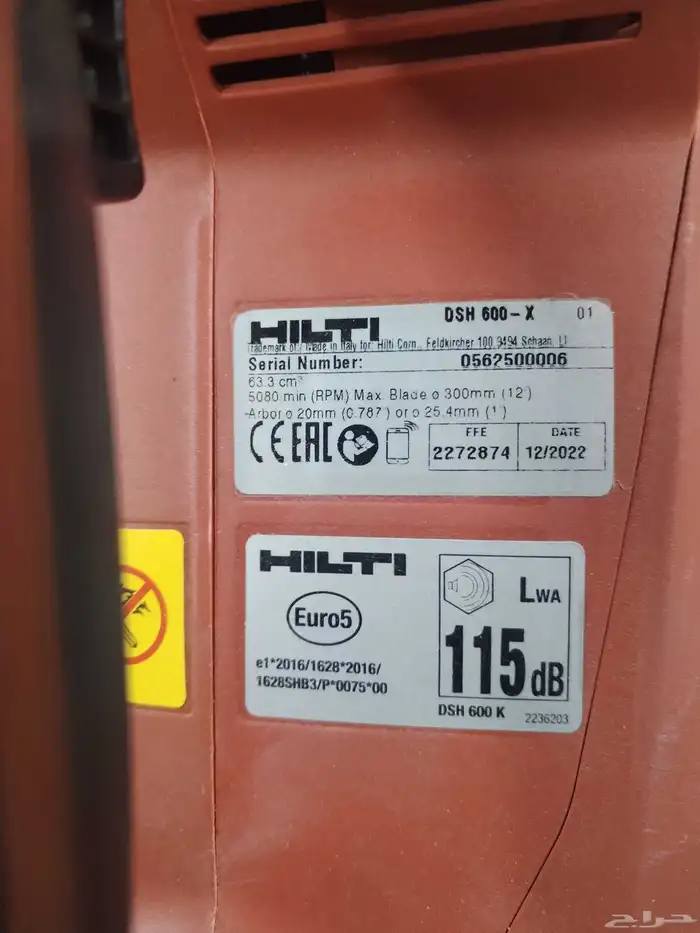 HILTI
DSH 600-X 01
Trademark of / Made in Italy for: Hilti Corp., Feldkircher 100, 9494 Schaan, LI
Serial Number: 0562500006
63.3 cm³
5080 min (RPM) Max. Blade ø 300mm (12")
Arbor ø 20mm (0.787") or ø 25.4mm (1")
CE EAC
FFE DATE
2272874 12/2022
HILTI
Euro5
e1*2016/1628*2016/
1628SHB3/P*0075*00
LWA
115 dB
DSH 600 K 2236203
حراج